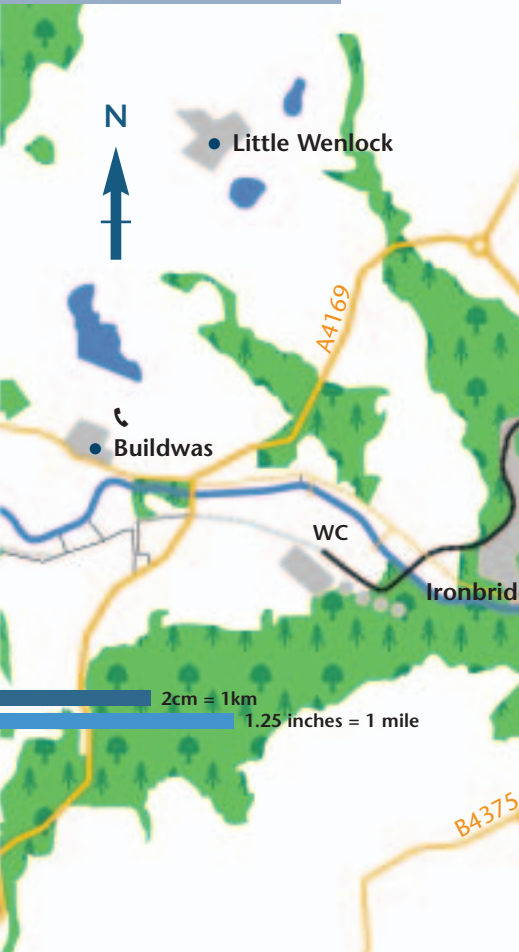 N
Little Wenlock
A4169
Buildwas
WC
Ironbrid
2cm = 1km
1.25 inches = 1 mile
B4375